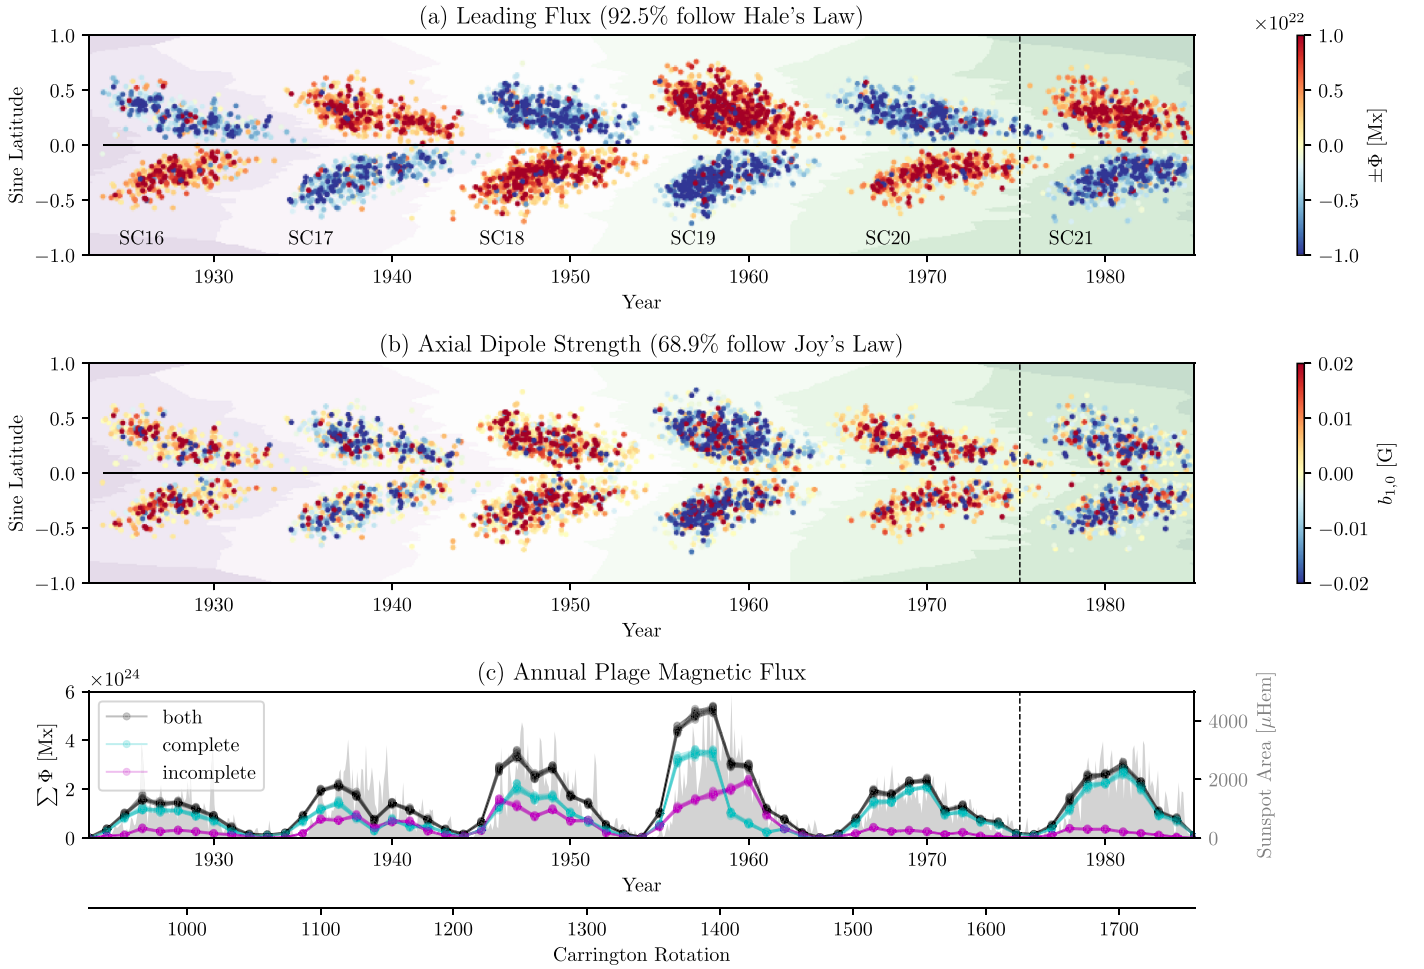 (a) Leading Flux (92.5% follow Hale's Law)
×10²²
1.0
0.5
0.0
−0.5
−1.0
Sine Latitude
SC16 SC17 SC18 SC19 SC20 SC21
1930 1940 1950 1960 1970 1980
Year
1.0
0.5
0.0
−0.5
−1.0
±Φ [Mx]
(b) Axial Dipole Strength (68.9% follow Joy's Law)
1.0
0.5
0.0
−0.5
−1.0
Sine Latitude
1930 1940 1950 1960 1970 1980
Year
0.02
0.01
0.00
−0.01
−0.02
b₁,₀ [G]
(c) Annual Plage Magnetic Flux
×10²⁴
6
4
2
0
∑Φ [Mx]
both
complete
incomplete
4000
2000
0
Sunspot Area [μHem]
1930 1940 1950 1960 1970 1980
Year
1000 1100 1200 1300 1400 1500 1600 1700
Carrington Rotation